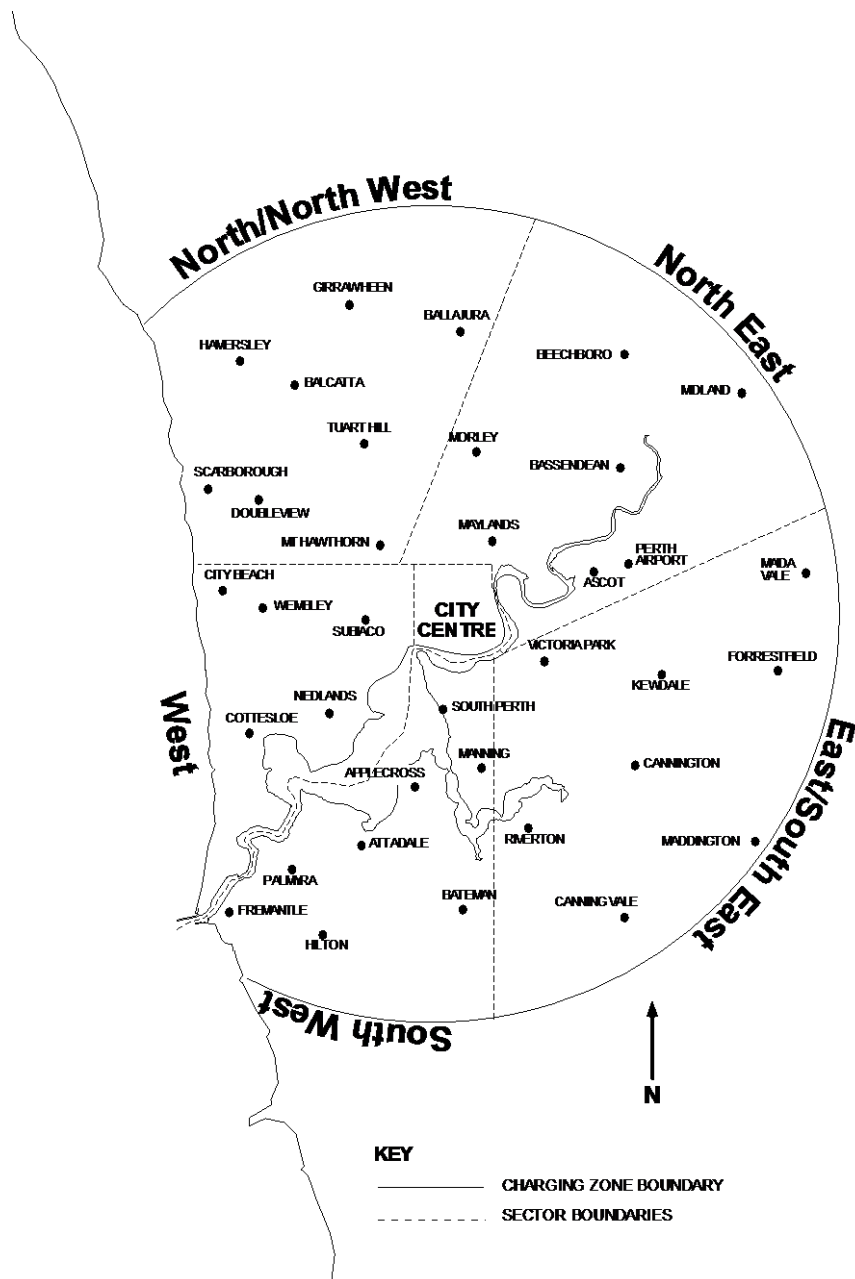 North/North West
North East
GIRRAWHEEN
BALLAJURA
HAMERSLEY
BEECHBORO
BALCATTA
MIDLAND
TUART HILL
MORLEY
SCARBOROUGH
BASSENDEAN
DOUBLEVIEW
MAYLANDS
MT HAWTHORN
PERTH
AIRPORT
MAIDA
VALE
CITY BEACH
ASCOT
WEMBLEY
CITY
CENTRE
SUBIACO
VICTORIA PARK
FORRESTFIELD
KEWDALE
NEDLANDS
SOUTH PERTH
COTTESLOE
West
East/South East
MANNING
CANNINGTON
APPLECROSS
RIVERTON
MADDINGTON
ATTADALE
PALMYRA
BATEMAN
CANNING VALE
FREMANTLE
HILTON
South West
N
KEY
CHARGING ZONE BOUNDARY
SECTOR BOUNDARIES